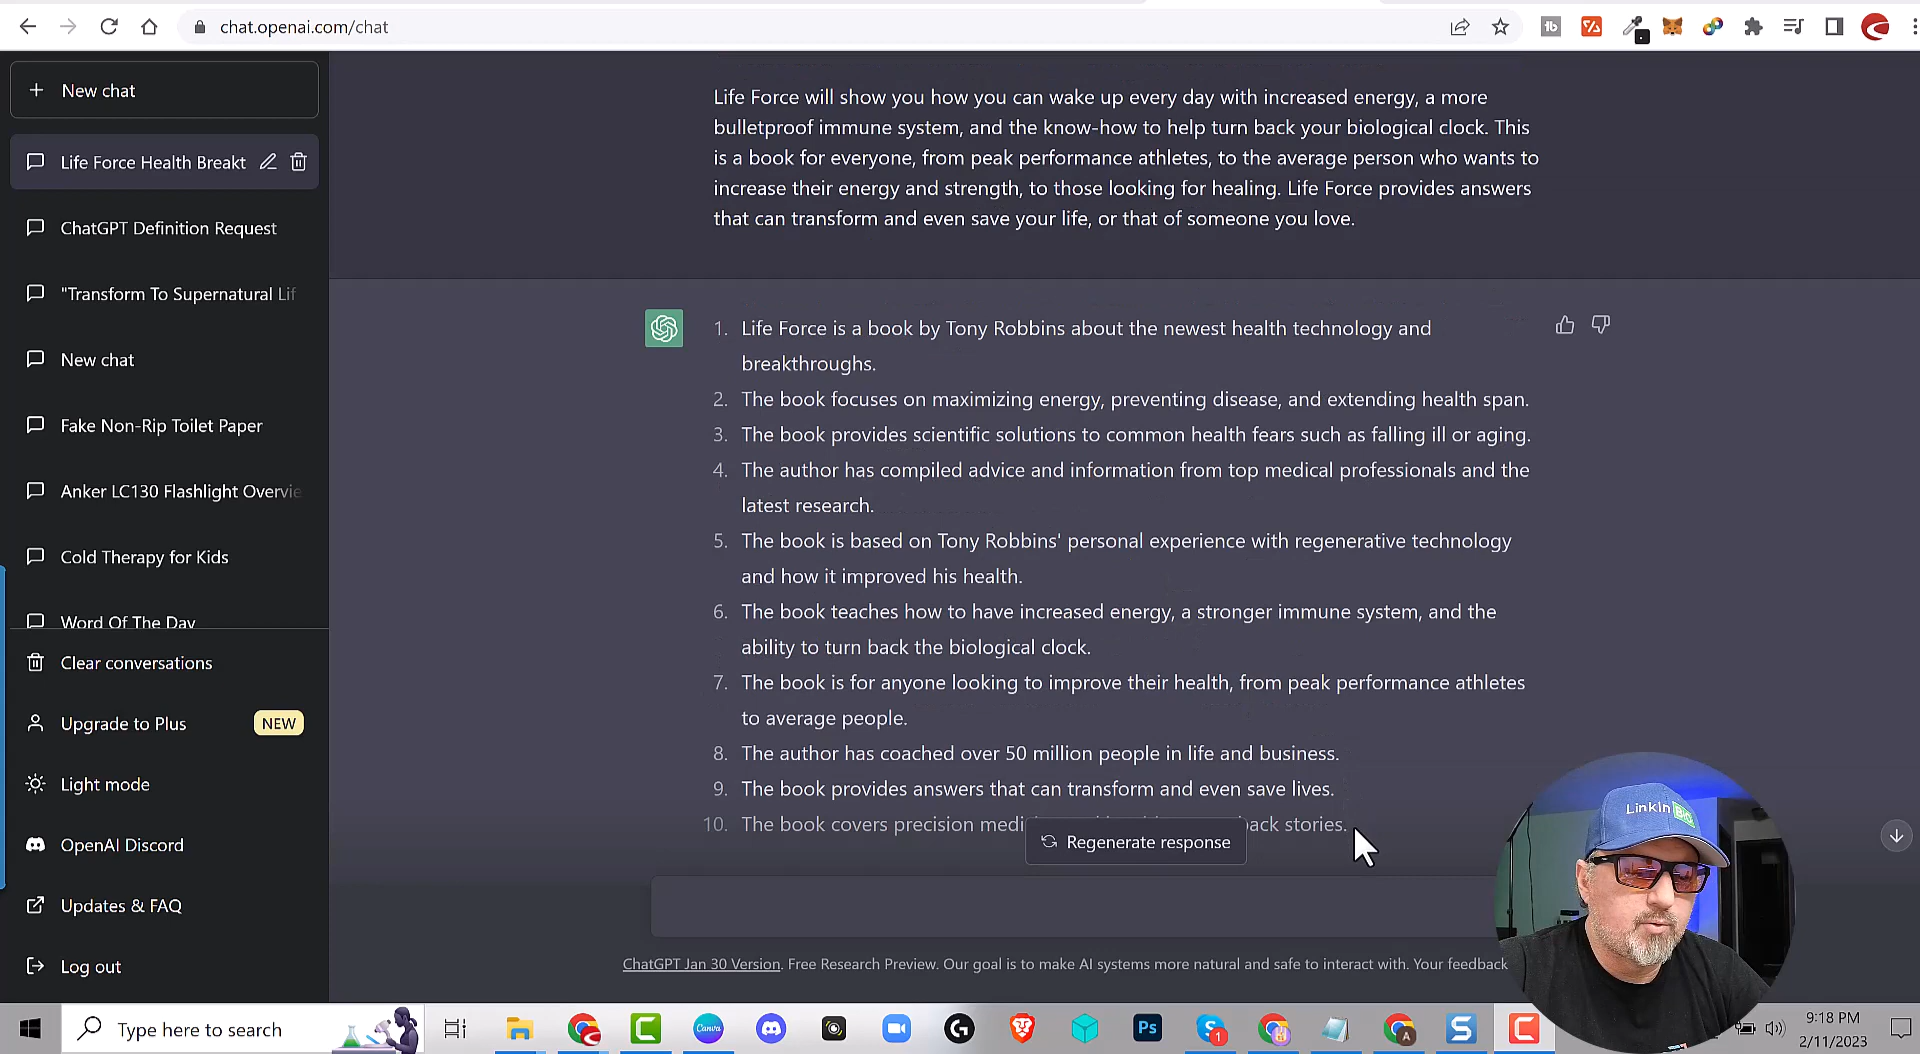 chat.openai.com/chat
New chat
Life Force Health Breakt
ChatGPT Definition Request
"Transform To Supernatural Lif
New chat
Fake Non-Rip Toilet Paper
Anker LC130 Flashlight Overvie
Cold Therapy for Kids
Word Of The Day
Clear conversations
Upgrade to Plus NEW
Light mode
OpenAI Discord
Updates & FAQ
Log out
Life Force will show you how you can wake up every day with increased energy, a more
bulletproof immune system, and the know-how to help turn back your biological clock. This
is a book for everyone, from peak performance athletes, to the average person who wants to
increase their energy and strength, to those looking for healing. Life Force provides answers
that can transform and even save your life, or that of someone you love.
1. Life Force is a book by Tony Robbins about the newest health technology and
breakthroughs.
2. The book focuses on maximizing energy, preventing disease, and extending health span.
3. The book provides scientific solutions to common health fears such as falling ill or aging.
4. The author has compiled advice and information from top medical professionals and the
latest research.
5. The book is based on Tony Robbins' personal experience with regenerative technology
and how it improved his health.
6. The book teaches how to have increased energy, a stronger immune system, and the
ability to turn back the biological clock.
7. The book is for anyone looking to improve their health, from peak performance athletes
to average people.
8. The author has coached over 50 million people in life and business.
9. The book provides answers that can transform and even save lives.
10. The book covers precision medi back stories.
Regenerate response
ChatGPT Jan 30 Version. Free Research Preview. Our goal is to make AI systems more natural and safe to interact with. Your feedback
LinkIn BIG
Type here to search
Canva
Ps
1
A
S
C
9:18 PM
2/11/2023